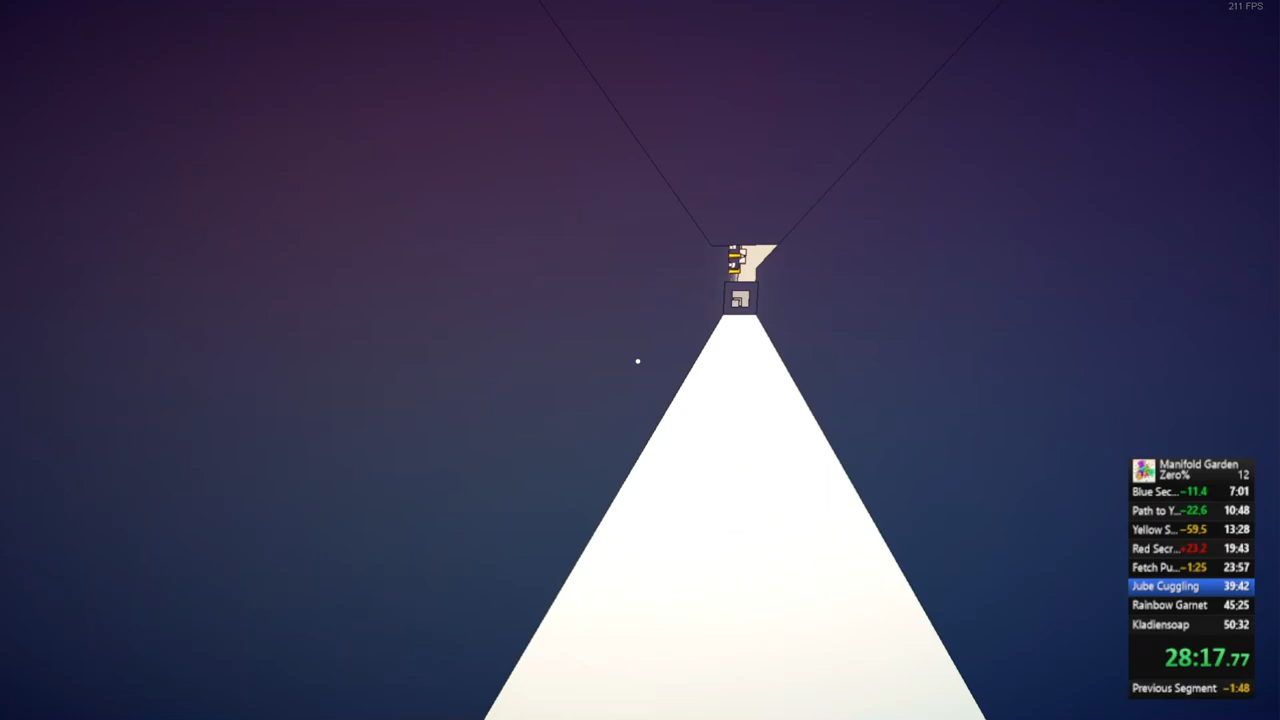 211 FPS
Manifold Garden
Zero% 12
Blue Sec... -11.4 7:01
Path to Y... -22.6 10:48
Yellow S... -59.5 13:28
Red Secr... +23.2 19:43
Fetch Pu... -1:25 23:57
Jube Cuggling 39:42
Rainbow Garnet 45:25
Kladiensoap 50:32
28:17.77
Previous Segment -1:48